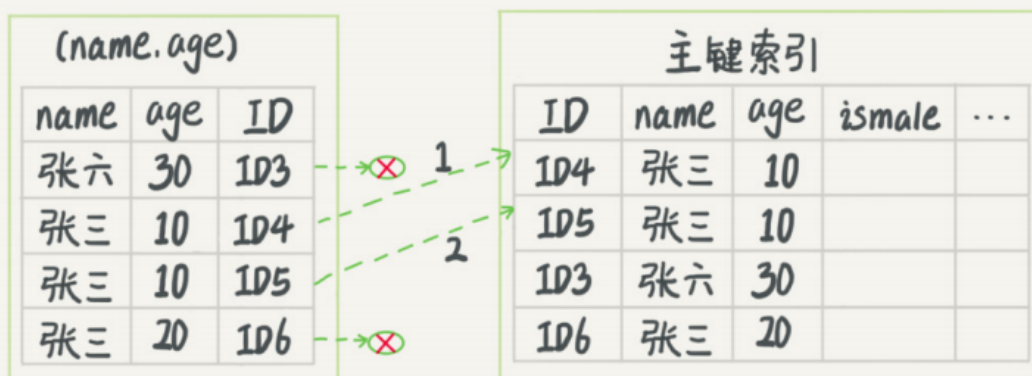 (name.age)
name age ID
张六 30 ID3
张三 10 ID4
张三 10 ID5
张三 20 ID6
1
2
主键索引
ID name age ismale ...
ID4 张三 10
ID5 张三 10
ID3 张六 30
ID6 张三 20